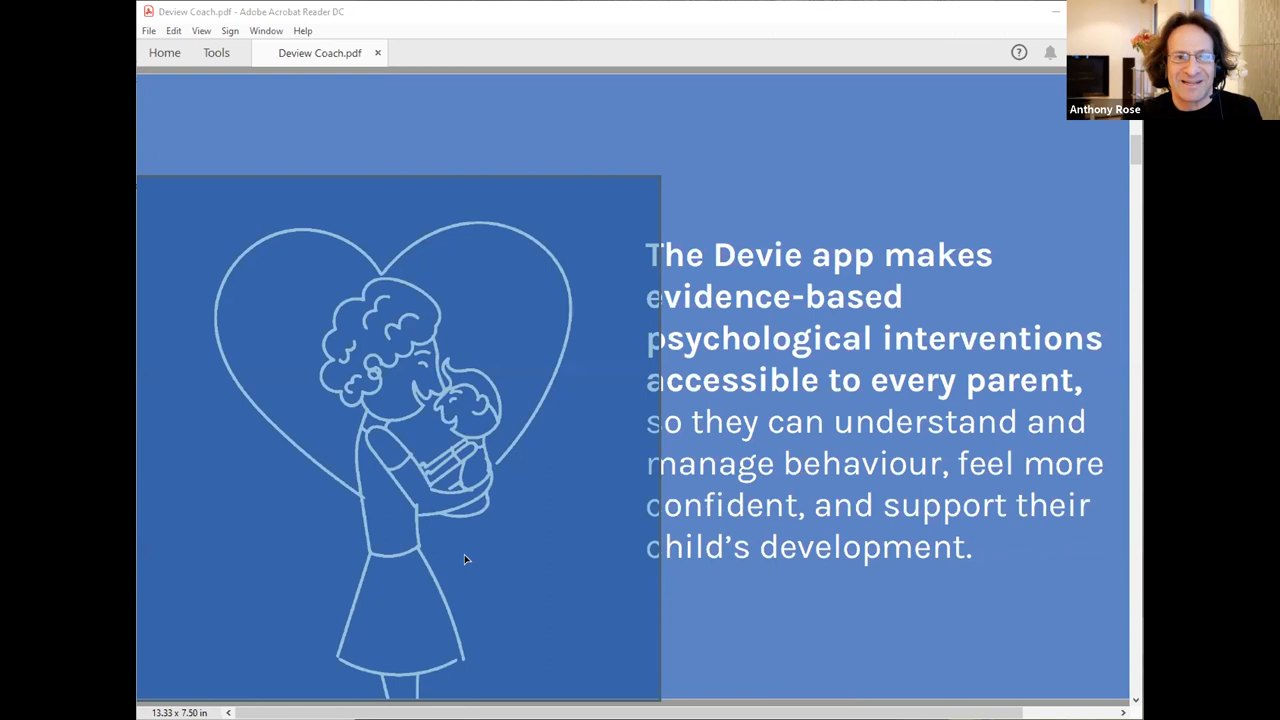 Deview Coach.pdf - Adobe Acrobat Reader DC
File Edit View Sign Window Help
Home Tools Deview Coach.pdf ×
?
Anthony Rose
The Devie app makes
evidence-based
psychological interventions
accessible to every parent,
so they can understand and
manage behaviour, feel more
confident, and support their
child’s development.
13.33 x 7.50 in